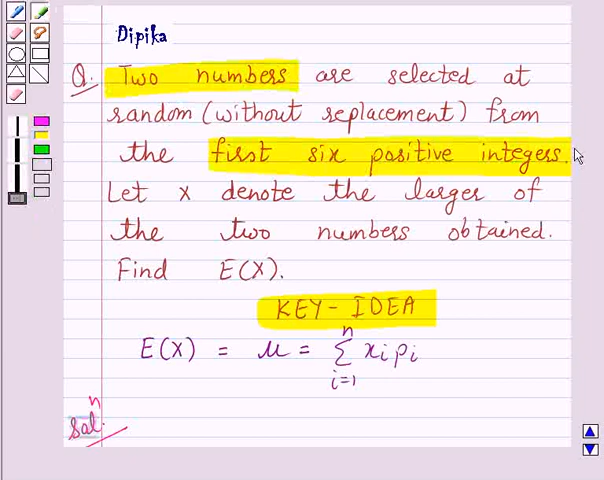 Dipika
Q. Two numbers are selected at
random (without replacement) from
the first six positive integers.
Let x denote the larger of
the two numbers obtained.
Find E(X).
KEY-IDEA
E(X) = μ = n∑i=1 xipi
soln.